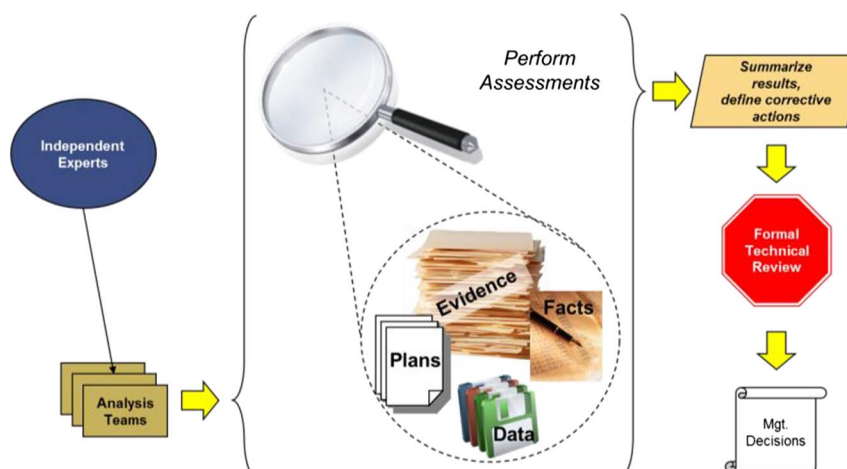 Independent
Experts
Analysis
Teams
Perform
Assessments
Evidence
Facts
Plans
Data
Summarize
results,
define corrective
actions
Formal
Technical
Review
Mgt.
Decisions